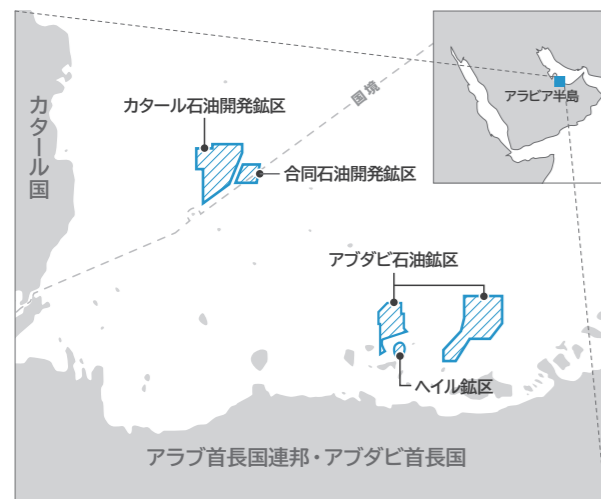 カタール国
カタール石油開発鉱区
国境
アラビア半島
合同石油開発鉱区
アブダビ石油鉱区
ヘイル鉱区
アラブ首長国連邦・アブダビ首長国